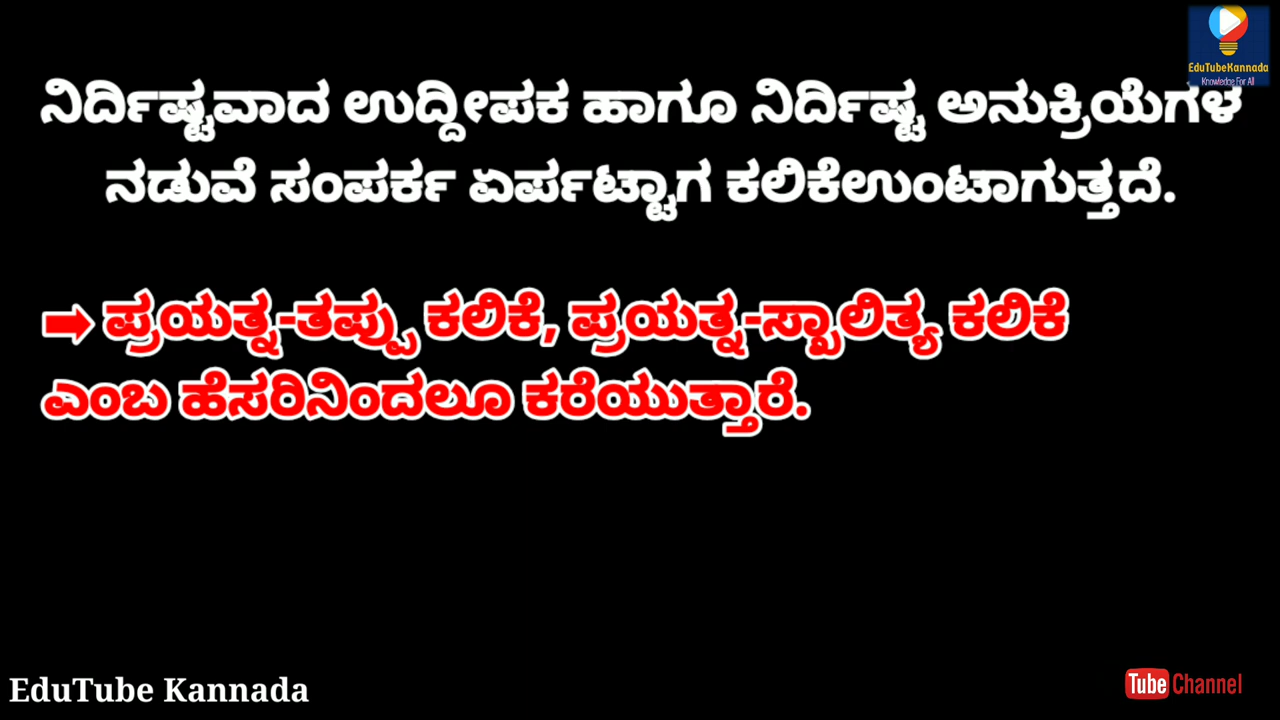 EduTubeKannada
Knowledge For All
ನಿರ್ದಿಷ್ಟವಾದ ಉದ್ದೀಪಕ ಹಾಗೂ ನಿರ್ದಿಷ್ಟ ಅನುಕ್ರಿಯೆಗಳ
ನಡುವೆ ಸಂಪರ್ಕ ಏರ್ಪಟ್ಟಾಗ ಕಲಿಕೆಉಂಟಾಗುತ್ತದೆ.
➡ ಪ್ರಯತ್ನ-ತಪ್ಪು ಕಲಿಕೆ, ಪ್ರಯತ್ನ-ಸ್ಖಾಲಿತ್ಯ ಕಲಿಕೆ
ಎಂಬ ಹೆಸರಿನಿಂದಲೂ ಕರೆಯುತ್ತಾರೆ.
EduTube Kannada
Tube Channel